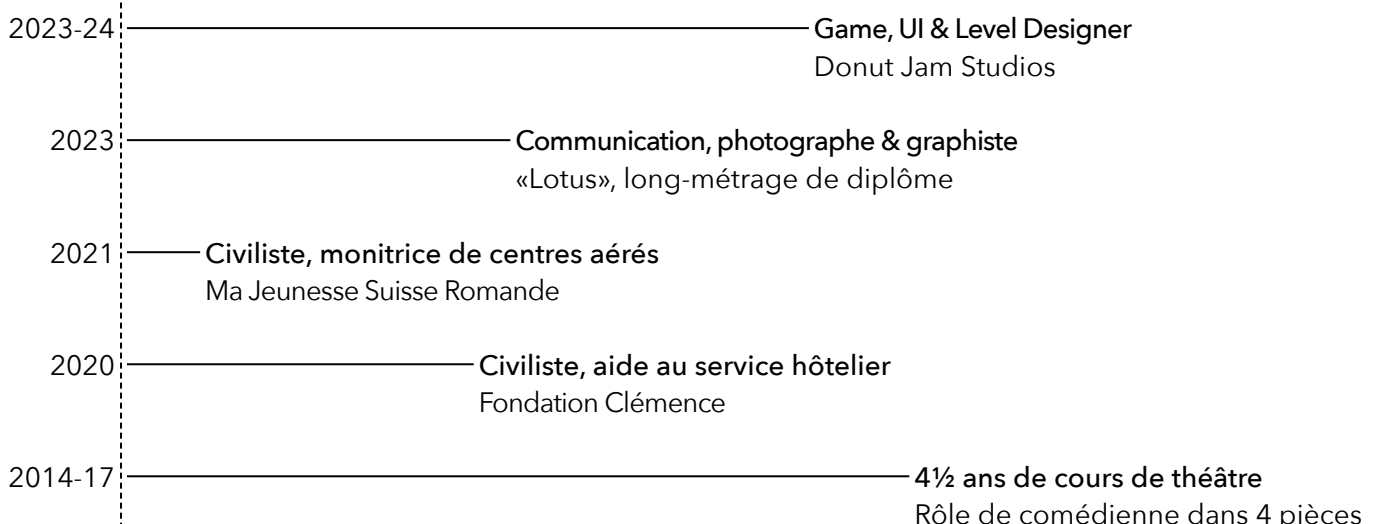 2023-24 Game, UI & Level Designer
Donut Jam Studios
2023 Communication, photographe & graphiste
«Lotus», long-métrage de diplôme
2021 Civiliste, monitrice de centres aérés
Ma Jeunesse Suisse Romande
2020 Civiliste, aide au service hôtelier
Fondation Clémence
2014-17 4½ ans de cours de théâtre
Rôle de comédienne dans 4 pièces